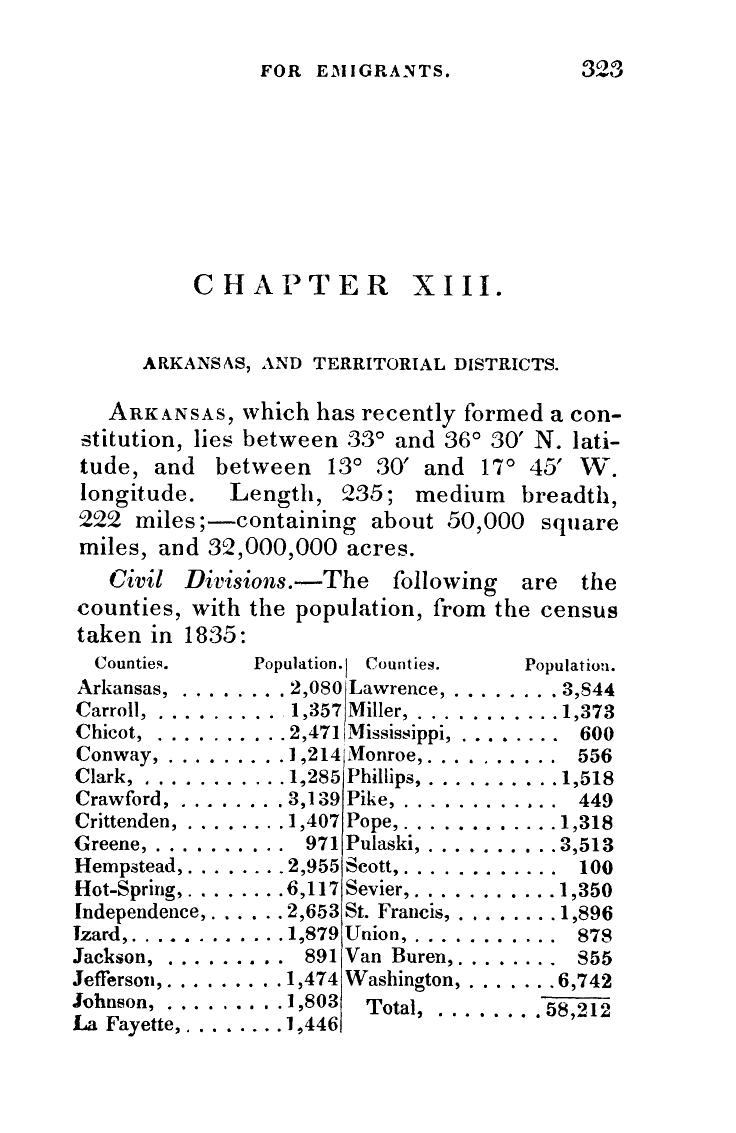 FOR EMIGRANTS. 323
CHAPTER XIII.
ARKANSAS, AND TERRITORIAL DISTRICTS.
ARKANSAS, which has recently formed a con-
stitution, lies between 33° and 36° 30′ N. lati-
tude, and between 13° 30′ and 17° 45′ W.
longitude. Length, 235; medium breadth,
222 miles;—containing about 50,000 square
miles, and 32,000,000 acres.
Civil Divisions.—The following are the
counties, with the population, from the census
taken in 1835:
Counties. Population.
Arkansas, ........ 2,080
Carroll, .......... 1,357
Chicot, .......... 2,471
Conway, ......... 1,214
Clark, ........... 1,285
Crawford, ........ 3,139
Crittenden, ........ 1,407
Greene, .......... 971
Hempstead, ........ 2,955
Hot-Spring, ........ 6,117
Independence, ...... 2,653
Izard, ............ 1,879
Jackson, ......... 891
Jefferson, ......... 1,474
Johnson, ......... 1,803
La Fayette, ........ 1,446
Counties. Population.
Lawrence, ........ 3,844
Miller, ........... 1,373
Mississippi, ........ 600
Monroe, .......... 556
Phillips, .......... 1,518
Pike, ............ 449
Pope, ............ 1,318
Pulaski, .......... 3,513
Scott, ............ 100
Sevier, ........... 1,350
St. Francis, ........ 1,896
Union, ........... 878
Van Buren, ........ 855
Washington, ....... 6,742
Total, ........ 58,212